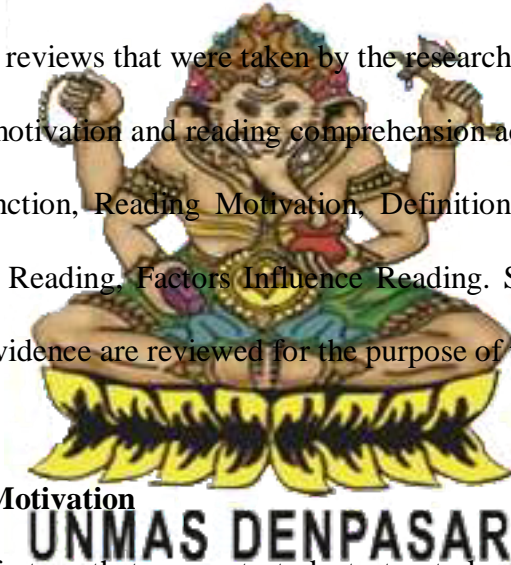 reviews that were taken by the research
motivation and reading comprehension ac
nction, Reading Motivation, Definition
Reading, Factors Influence Reading. S
vidence are reviewed for the purpose of
Motivation
UNMAS DENPASAR